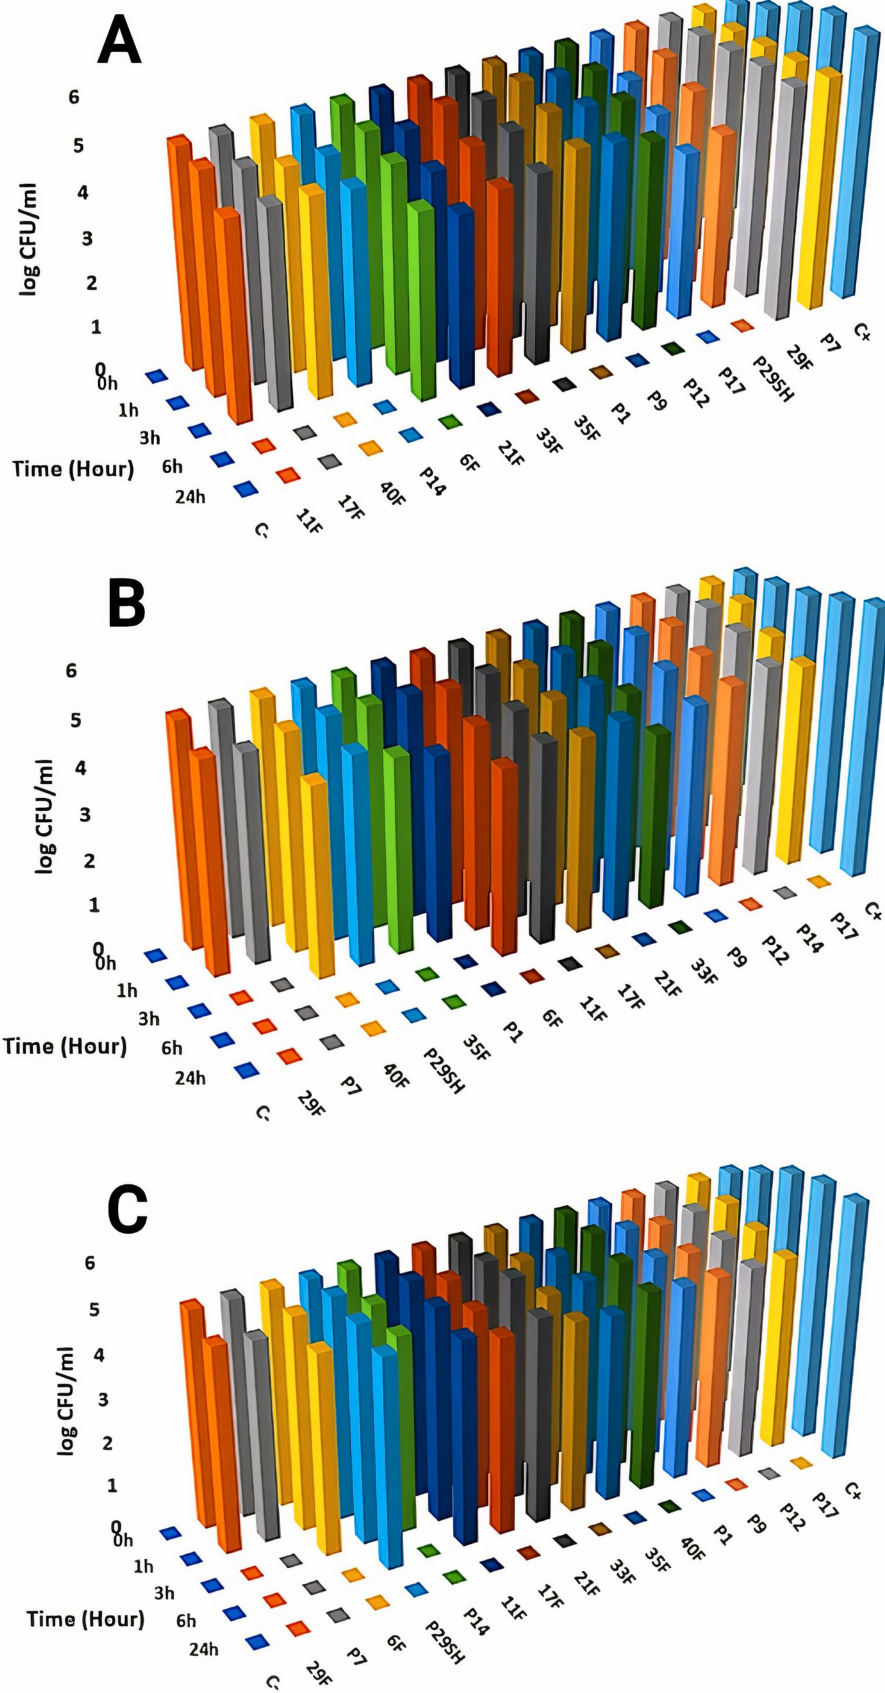 A
6
5
4
3
2
1
0
log CFU/ml
0h
1h
3h
6h
24h
Time (Hour)
C-
11F
17F
40F
P14
6F
21F
33F
35F
P1
P9
P12
P17
P29SH
29F
P7
C+
B
6
5
4
3
2
1
0
log CFU/ml
0h
1h
3h
6h
24h
Time (Hour)
C-
29F
P7
40F
P29SH
35F
P1
6F
11F
17F
21F
33F
P9
P12
P14
P17
C+
C
6
5
4
3
2
1
0
log CFU/ml
0h
1h
3h
6h
24h
Time (Hour)
C-
29F
P7
6F
P29SH
P14
11F
17F
21F
33F
35F
40F
P1
P9
P12
P17
C+